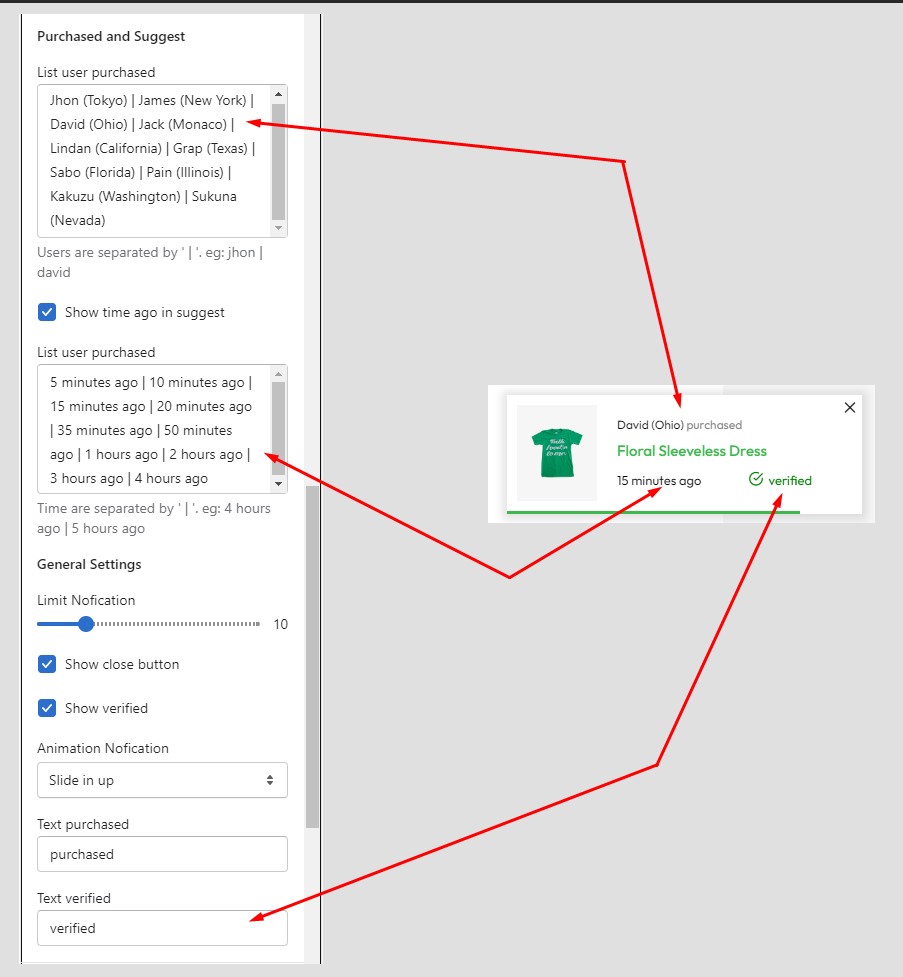 Purchased and Suggest
List user purchased
Jhon (Tokyo) | James (New York) |
David (Ohio) | Jack (Monaco) |
Lindan (California) | Grap (Texas) |
Sabo (Florida) | Pain (Illinois) |
Kakuzu (Washington) | Sukuna
(Nevada)
Users are separated by ' | '. eg: jhon |
david
Show time ago in suggest
List user purchased
5 minutes ago | 10 minutes ago |
15 minutes ago | 20 minutes ago
| 35 minutes ago | 50 minutes
ago | 1 hours ago | 2 hours ago |
3 hours ago | 4 hours ago
Time are separated by ' | '. eg: 4 hours
ago | 5 hours ago
General Settings
Limit Nofication
10
Show close button
Show verified
Animation Nofication
Slide in up
Text purchased
purchased
Text verified
verified
David (Ohio) purchased
Floral Sleeveless Dress
15 minutes ago verified